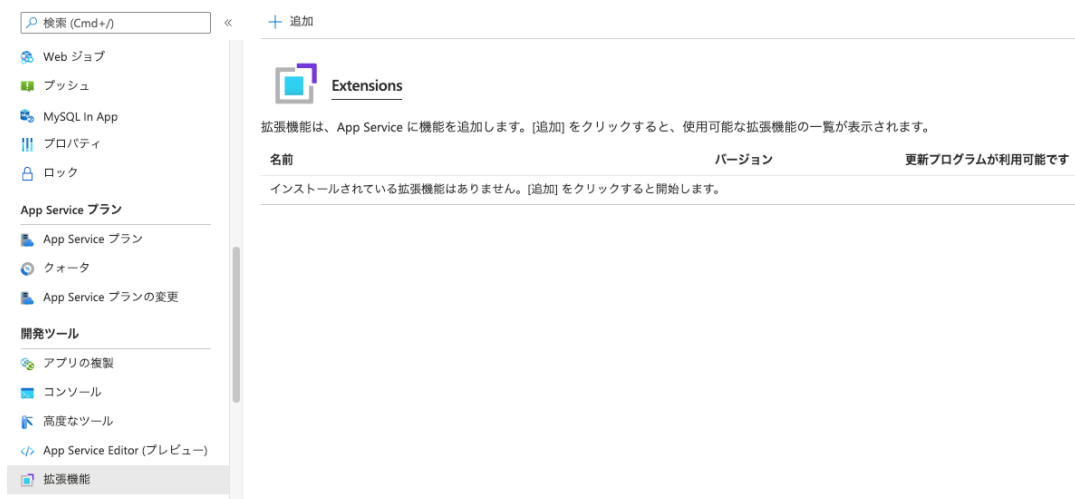 検索 (Cmd+/)
«
Web ジョブ
プッシュ
MySQL In App
プロパティ
ロック
App Service プラン
App Service プラン
クォータ
App Service プランの変更
開発ツール
アプリの複製
コンソール
高度なツール
App Service Editor (プレビュー)
拡張機能
追加
Extensions
拡張機能は、App Service に機能を追加します。[追加] をクリックすると、使用可能な拡張機能の一覧が表示されます。
名前 バージョン 更新プログラムが利用可能です
インストールされている拡張機能はありません。[追加] をクリックすると開始します。